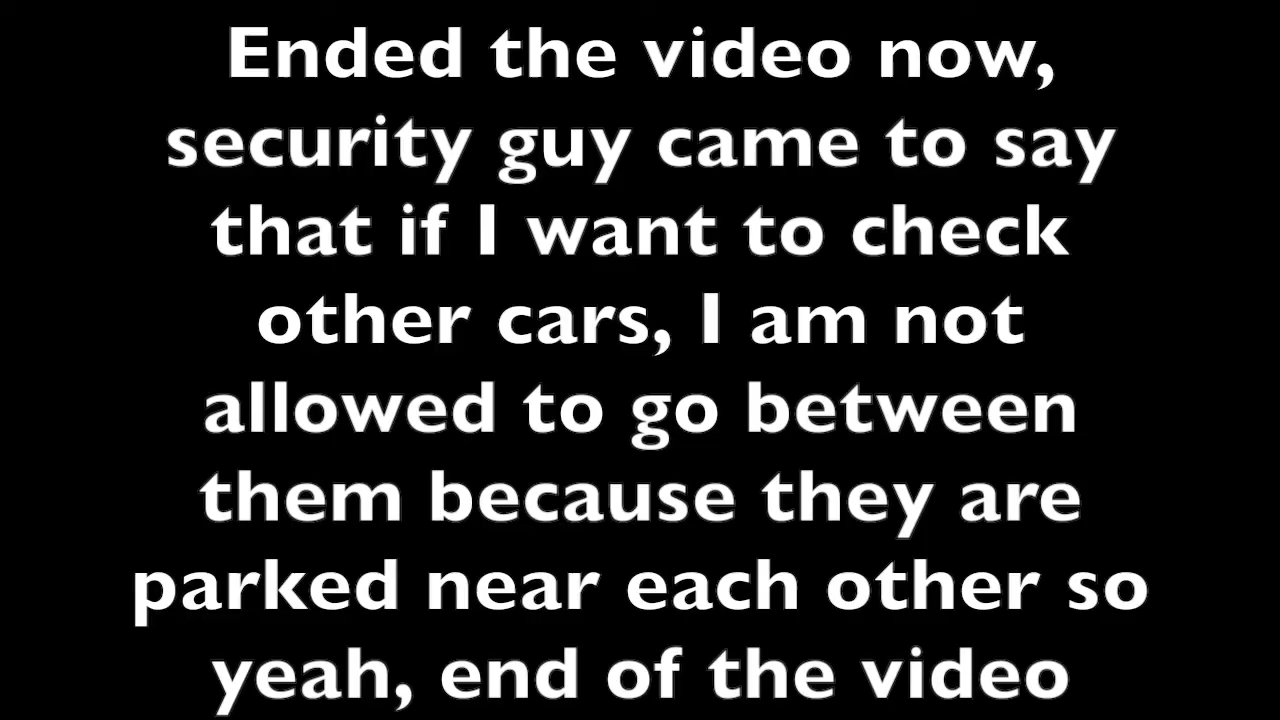 Ended the video now,
security guy came to say
that if I want to check
other cars, I am not
allowed to go between
them because they are
parked near each other so
yeah, end of the video